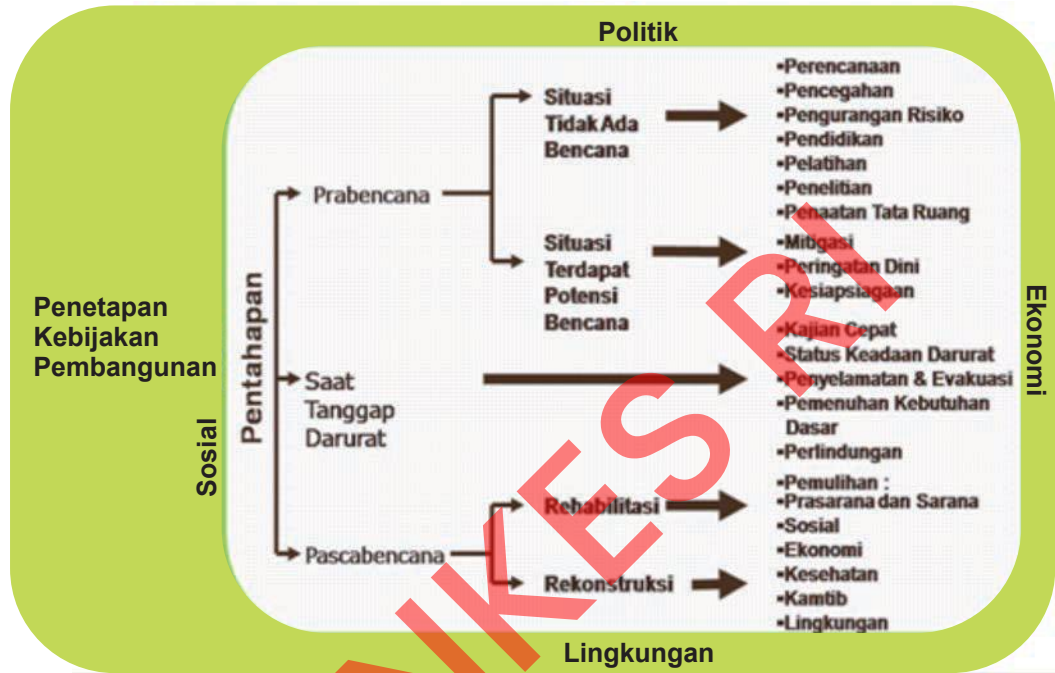 Politik
Penetapan
Kebijakan
Pembangunan
Sosial
Pentahapan
Prabencana
Situasi
Tidak Ada
Bencana
▪Perencanaan
▪Pencegahan
▪Pengurangan Risiko
▪Pendidikan
▪Pelatihan
▪Penelitian
▪Penaatan Tata Ruang
Situasi
Terdapat
Potensi
Bencana
▪Mitigasi
▪Peringatan Dini
▪Kesiapsiagaan
Saat
Tanggap
Darurat
▪Kajian Cepat
▪Status Keadaan Darurat
▪Penyelamatan & Evakuasi
▪Pemenuhan Kebutuhan
Dasar
▪Perlindungan
Pascabencana
Rehabilitasi
Rekonstruksi
▪Pemulihan :
▪Prasarana dan Sarana
▪Sosial
▪Ekonomi
▪Kesehatan
▪Kamtib
▪Lingkungan
Ekonomi
Lingkungan
NKES RI